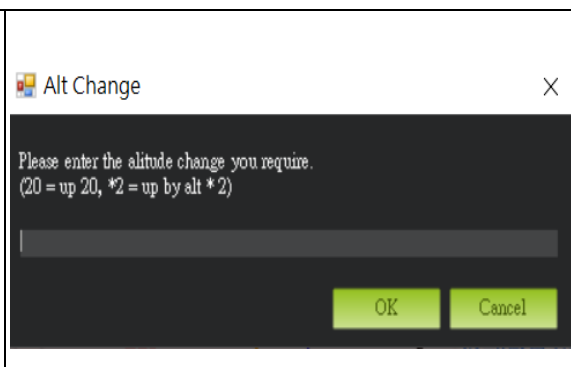 Alt Change
Please enter the alitude change you require.
(20 = up 20, *2 = up by alt * 2)
OK
Cancel